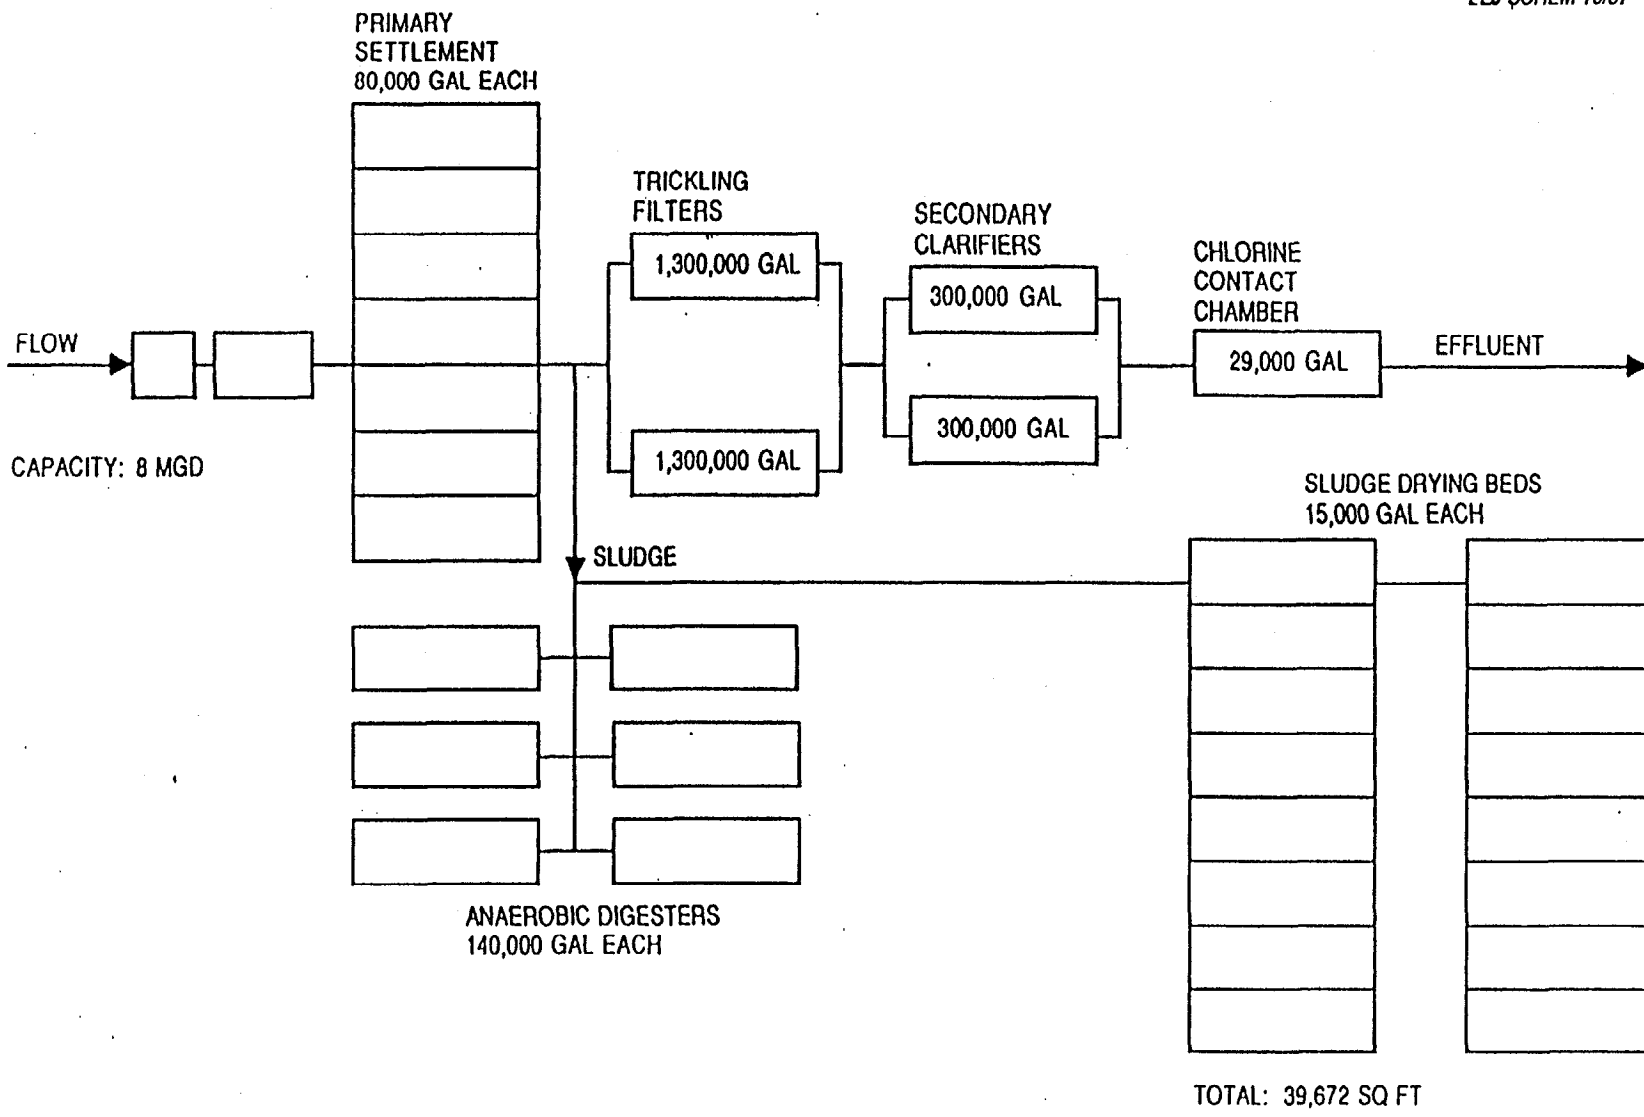 PRIMARY
SETTLEMENT
80,000 GAL EACH
TRICKLING
FILTERS
1,300,000 GAL
SECONDARY
CLARIFIERS
300,000 GAL
CHLORINE
CONTACT
CHAMBER
FLOW
29,000 GAL
EFFLUENT
300,000 GAL
1,300,000 GAL
CAPACITY: 8 MGD
SLUDGE DRYING BEDS
15,000 GAL EACH
SLUDGE
ANAEROBIC DIGESTERS
140,000 GAL EACH
TOTAL: 39,672 SQ FT